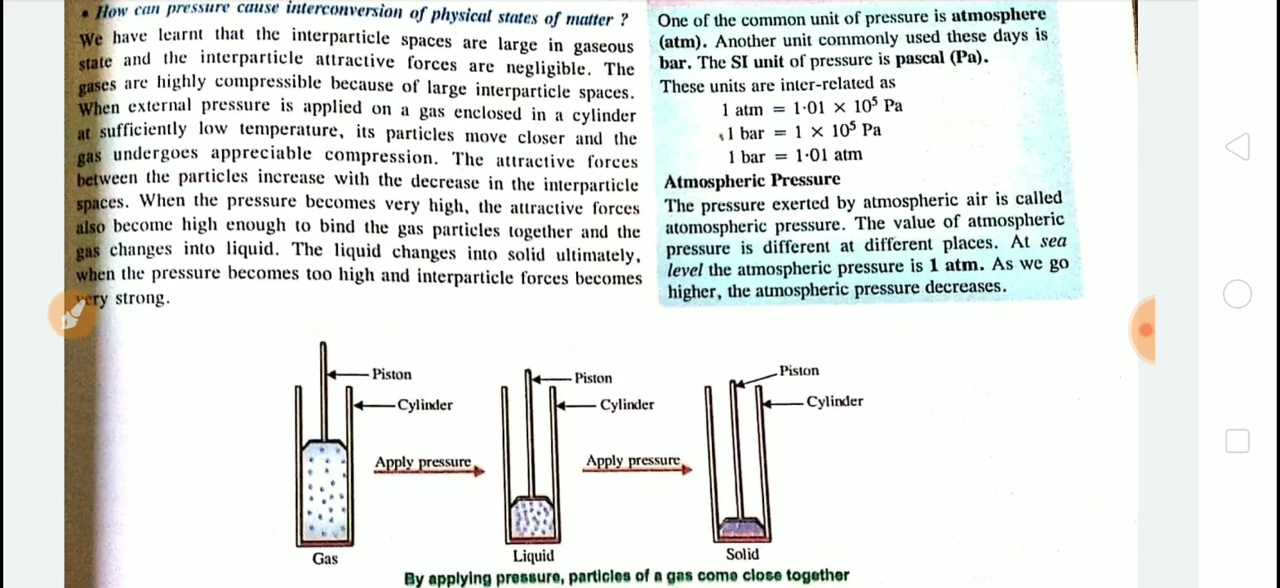 • How can pressure cause interconversion of physical states of matter ?
We have learnt that the interparticle spaces are large in gaseous
state and the interparticle attractive forces are negligible. The
gases are highly compressible because of large interparticle spaces.
When external pressure is applied on a gas enclosed in a cylinder
at sufficiently low temperature, its particles move closer and the
gas undergoes appreciable compression. The attractive forces
between the particles increase with the decrease in the interparticle
spaces. When the pressure becomes very high, the attractive forces
also become high enough to bind the gas particles together and the
gas changes into liquid. The liquid changes into solid ultimately,
when the pressure becomes too high and interparticle forces becomes
very strong.
One of the common unit of pressure is atmosphere
(atm). Another unit commonly used these days is
bar. The SI unit of pressure is pascal (Pa).
These units are inter-related as
1 atm = 1·01 × 10⁵ Pa
1 bar = 1 × 10⁵ Pa
1 bar = 1·01 atm
Atmospheric Pressure
The pressure exerted by atmospheric air is called
atomospheric pressure. The value of atmospheric
pressure is different at different places. At sea
level the atmospheric pressure is 1 atm. As we go
higher, the atmospheric pressure decreases.
Piston
Cylinder
Apply pressure
Gas
Piston
Cylinder
Apply pressure
Liquid
Piston
Cylinder
Solid
By applying pressure, particles of a gas come close together